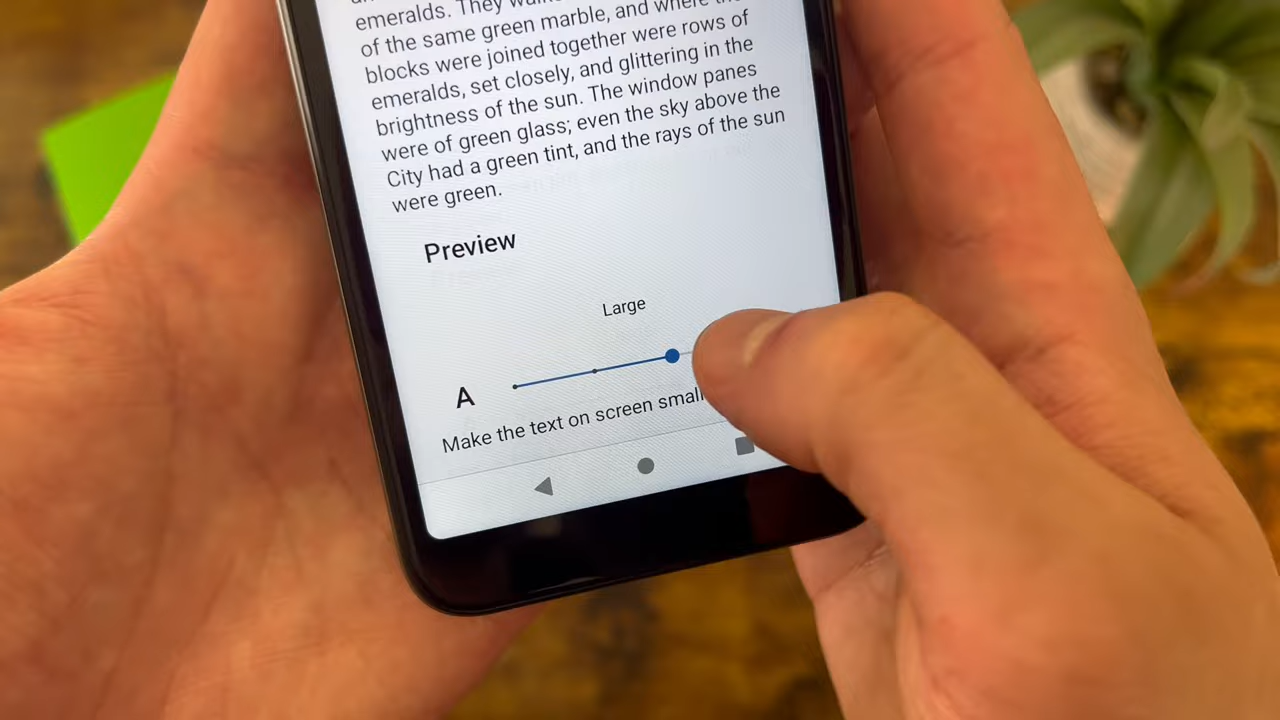 emeralds. They
of the same green marble, and where
blocks were joined together were rows of
emeralds, set closely, and glittering in the
brightness of the sun. The window panes
were of green glass; even the sky above the
City had a green tint, and the rays of the sun
were green.
Preview
Large
A
Make the text on screen small